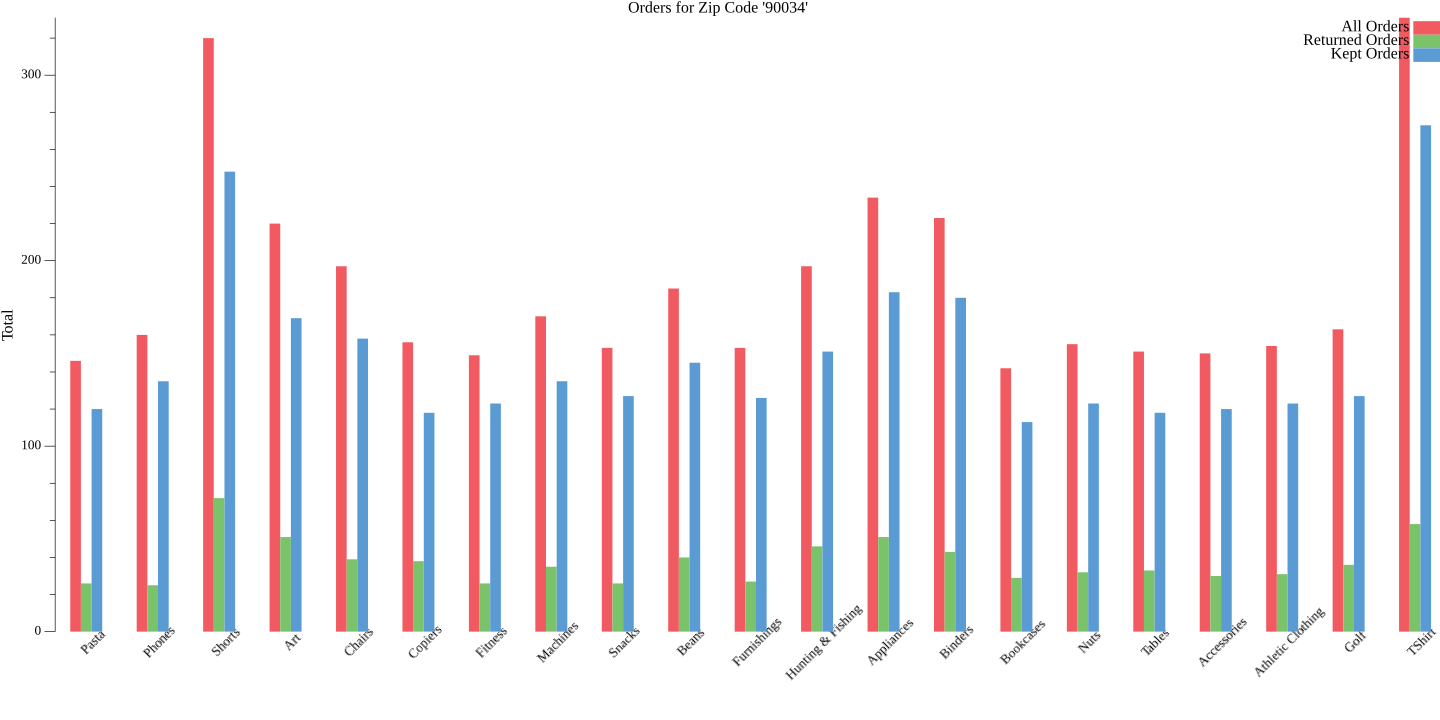 Orders for Zip Code '90034'
All Orders
Returned Orders
Kept Orders
Total
300
200
100
0
Pasta
Phones
Shorts
Art
Chairs
Copiers
Fitness
Machines
Snacks
Beans
Furnishings
Hunting & Fishing
Appliances
Binders
Bookcases
Nuts
Tables
Accessories
Athletic Clothing
Golf
TShirt